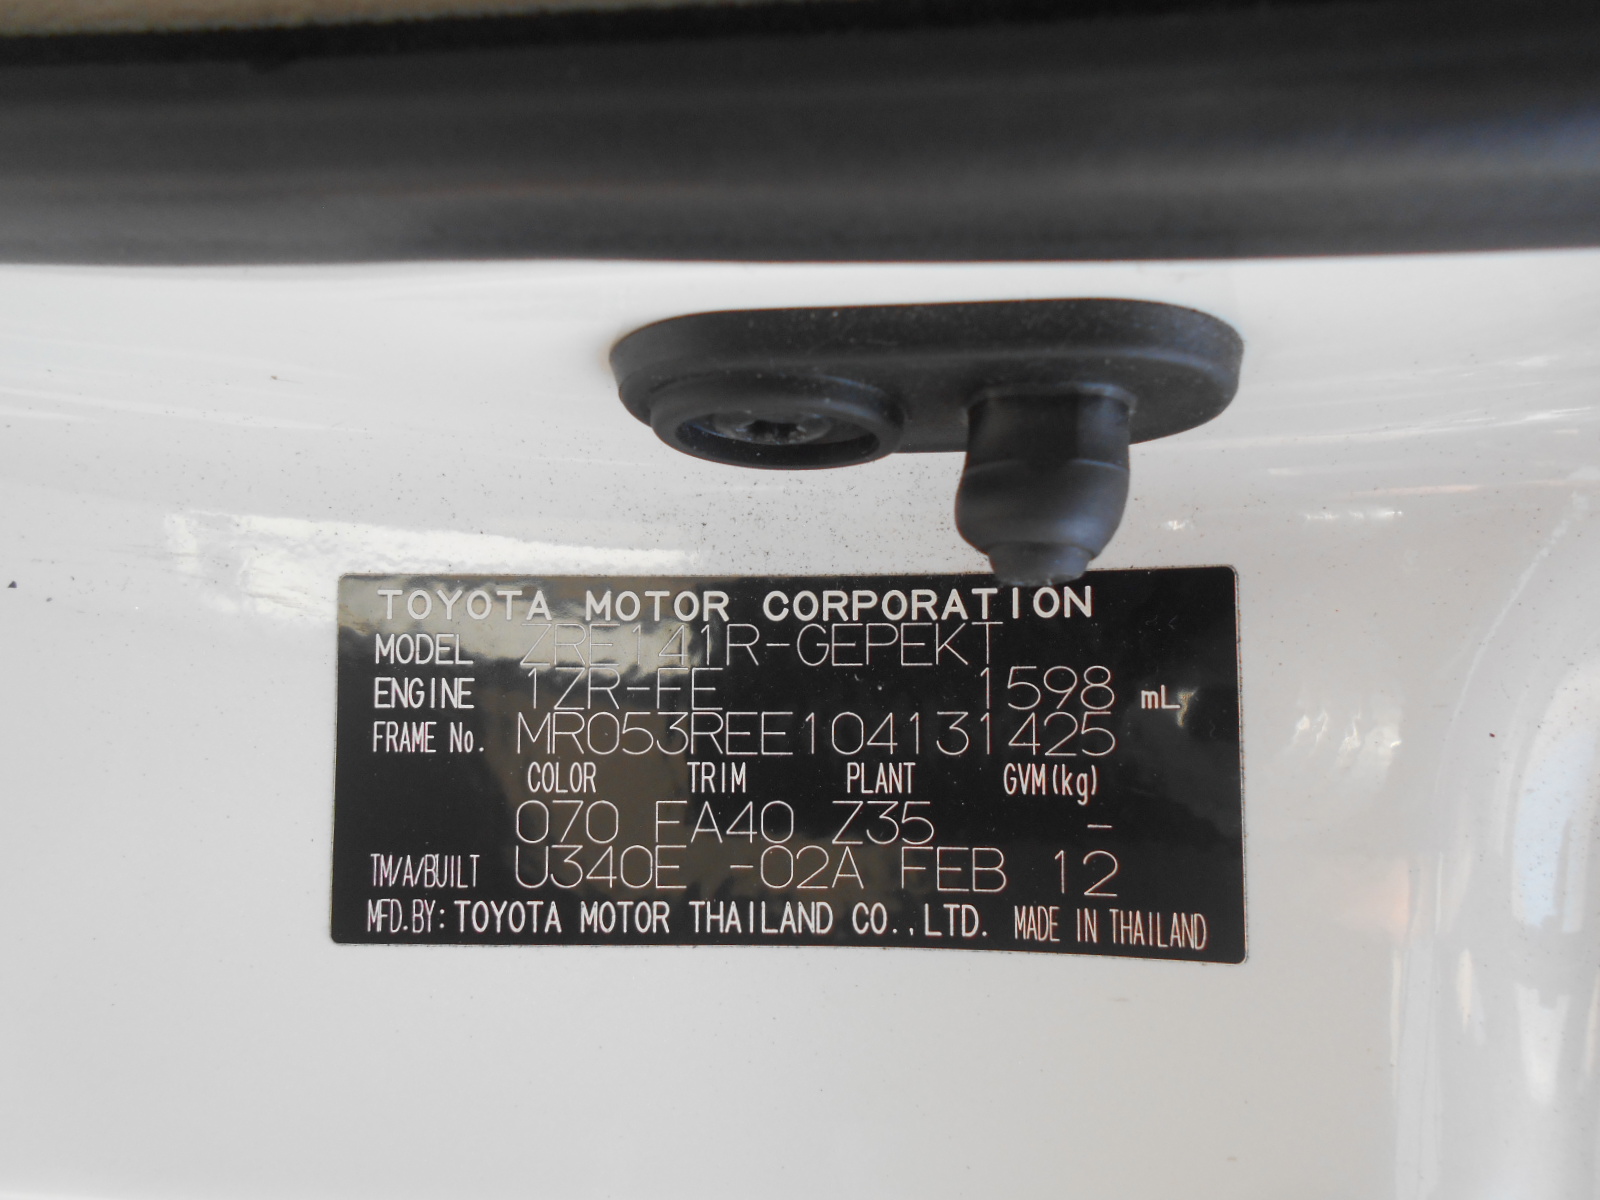 TOYOTA MOTOR CORPORATION
MODEL ZRE141R-GEPEKT
ENGINE 1ZR-FE 1598 mL
FRAME No. MR053REE104131425
COLOR TRIM PLANT GVM(kg)
070 FA40 Z35 -
TM/A/BUILT U340E -02A FEB 12
MFD.BY: TOYOTA MOTOR THAILAND CO.,LTD. MADE IN THAILAND